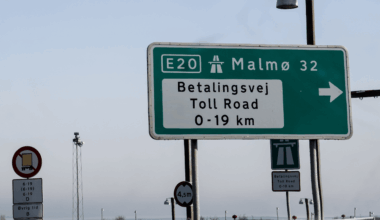 E20 Malmø 32
Betalingsvej
Toll Road
0-19 km